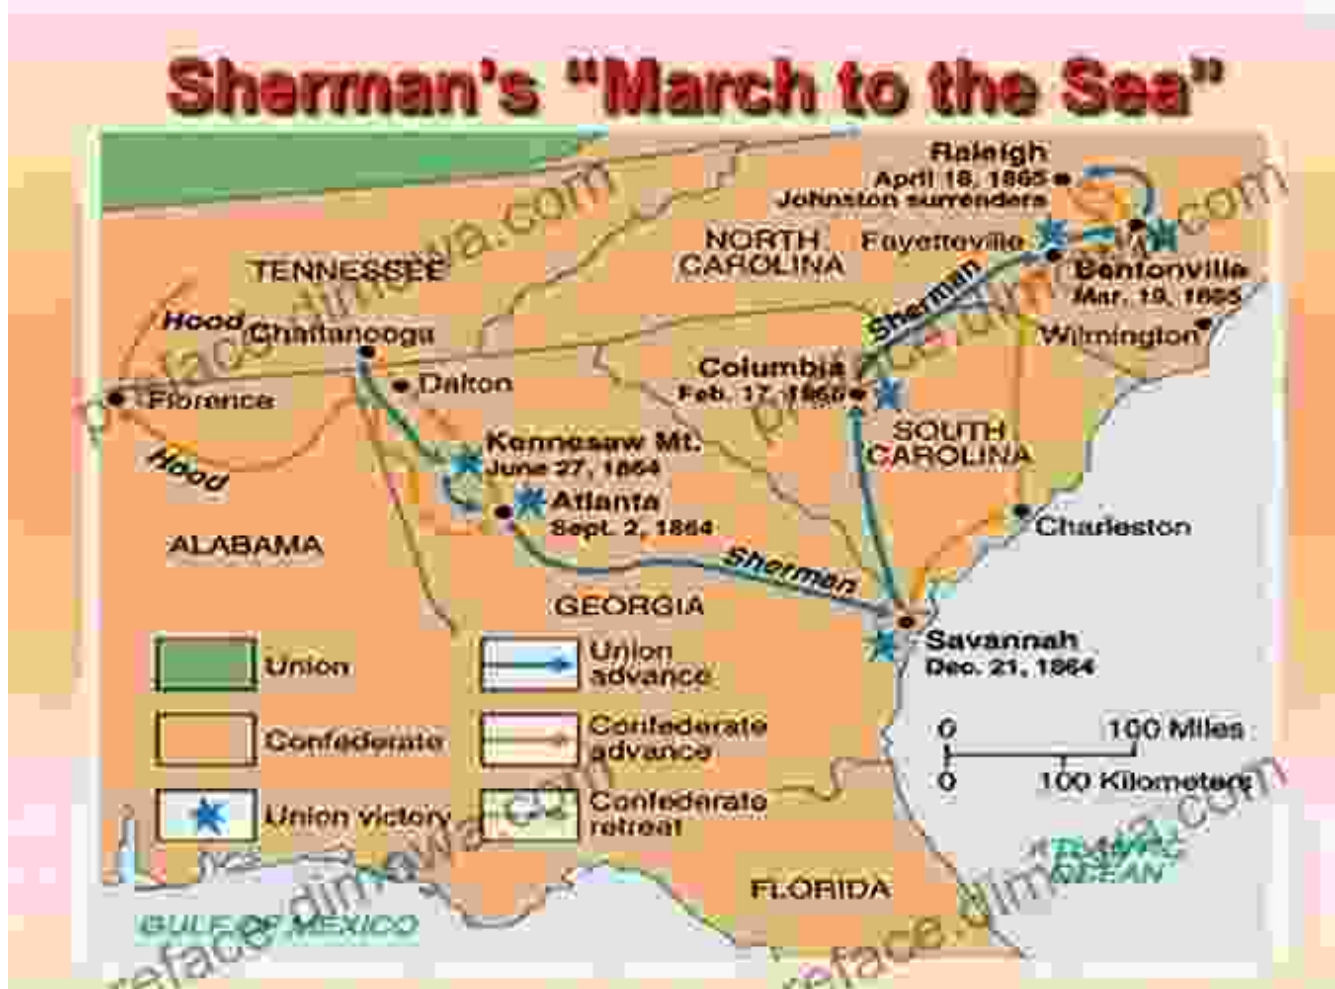 Sherman's "March to the Sea"
Raleigh
April 18, 1865
Johnston surrenders
NORTH
CAROLINA
Fayetteville
Bentonville
Mar. 19, 1865
TENNESSEE
Hood
Chattanooga
Sherman
Wilmington
Columbia
Feb. 17, 1865
Dalton
Florence
SOUTH
CAROLINA
Kennesaw Mt.
June 27, 1864
Hood
Atlanta
Sept. 2, 1864
Charleston
ALABAMA
Sherman
GEORGIA
Savannah
Dec. 21, 1864
Union
Union
advance
Confederate
Confederate
advance
0 100 Miles
0 100 Kilometers
Union victory
Confederate
retreat
ATLANTIC
OCEAN
FLORIDA
GULF OF MEXICO
preface.dimowa.com